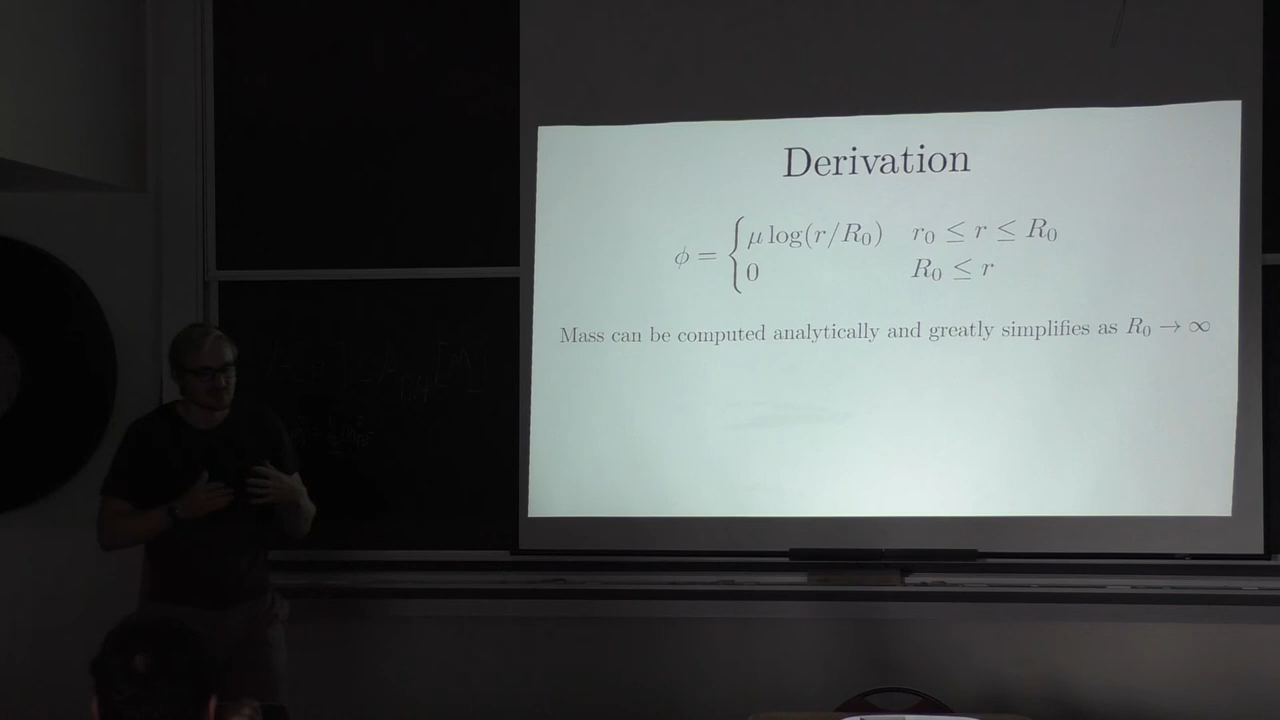 Derivation
ϕ = { μ log(r/R₀) r₀ ≤ r ≤ R₀
0 R₀ ≤ r
Mass can be computed analytically and greatly simplifies as R₀ → ∞